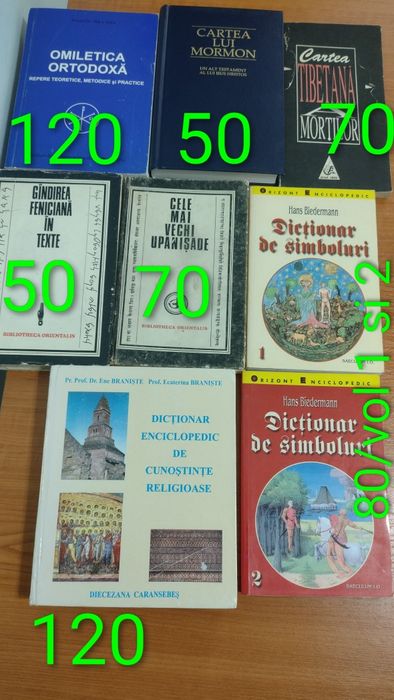 OMILETICA
ORTODOXĂ
REPERE TEORETICE, METODICE și PRACTICE
120
CARTEA
LUI
MORMON
UN ALT TESTAMENT
AL LUI ISUS HRISTOS
50
Cartea
TIBETANĂ
MORȚILOR
70
GÎNDIREA
FENICIANĂ
ÎN
TEXTE
50
BIBLIOTHECA ORIENTALIS
CELE
MAI
VECHI
UPANIȘADE
70
BIBLIOTHECA ORIENTALIS
ORIZONT ENCICLOPEDIC
Hans Biedermann
Dicționar
de simboluri
1
SAECULUM I.O.
80/vol 1 si 2
Pr. Prof. Dr. Ene BRANIȘTE Prof. Ecaterina BRANIȘTE
DICȚIONAR
ENCICLOPEDIC
DE
CUNOȘTINȚE
RELIGIOASE
DIECEZANA CARANSEBEȘ
120
ORIZONT ENCICLOPEDIC
Hans Biedermann
Dicționar
de simboluri
2
SAECULUM I.O.